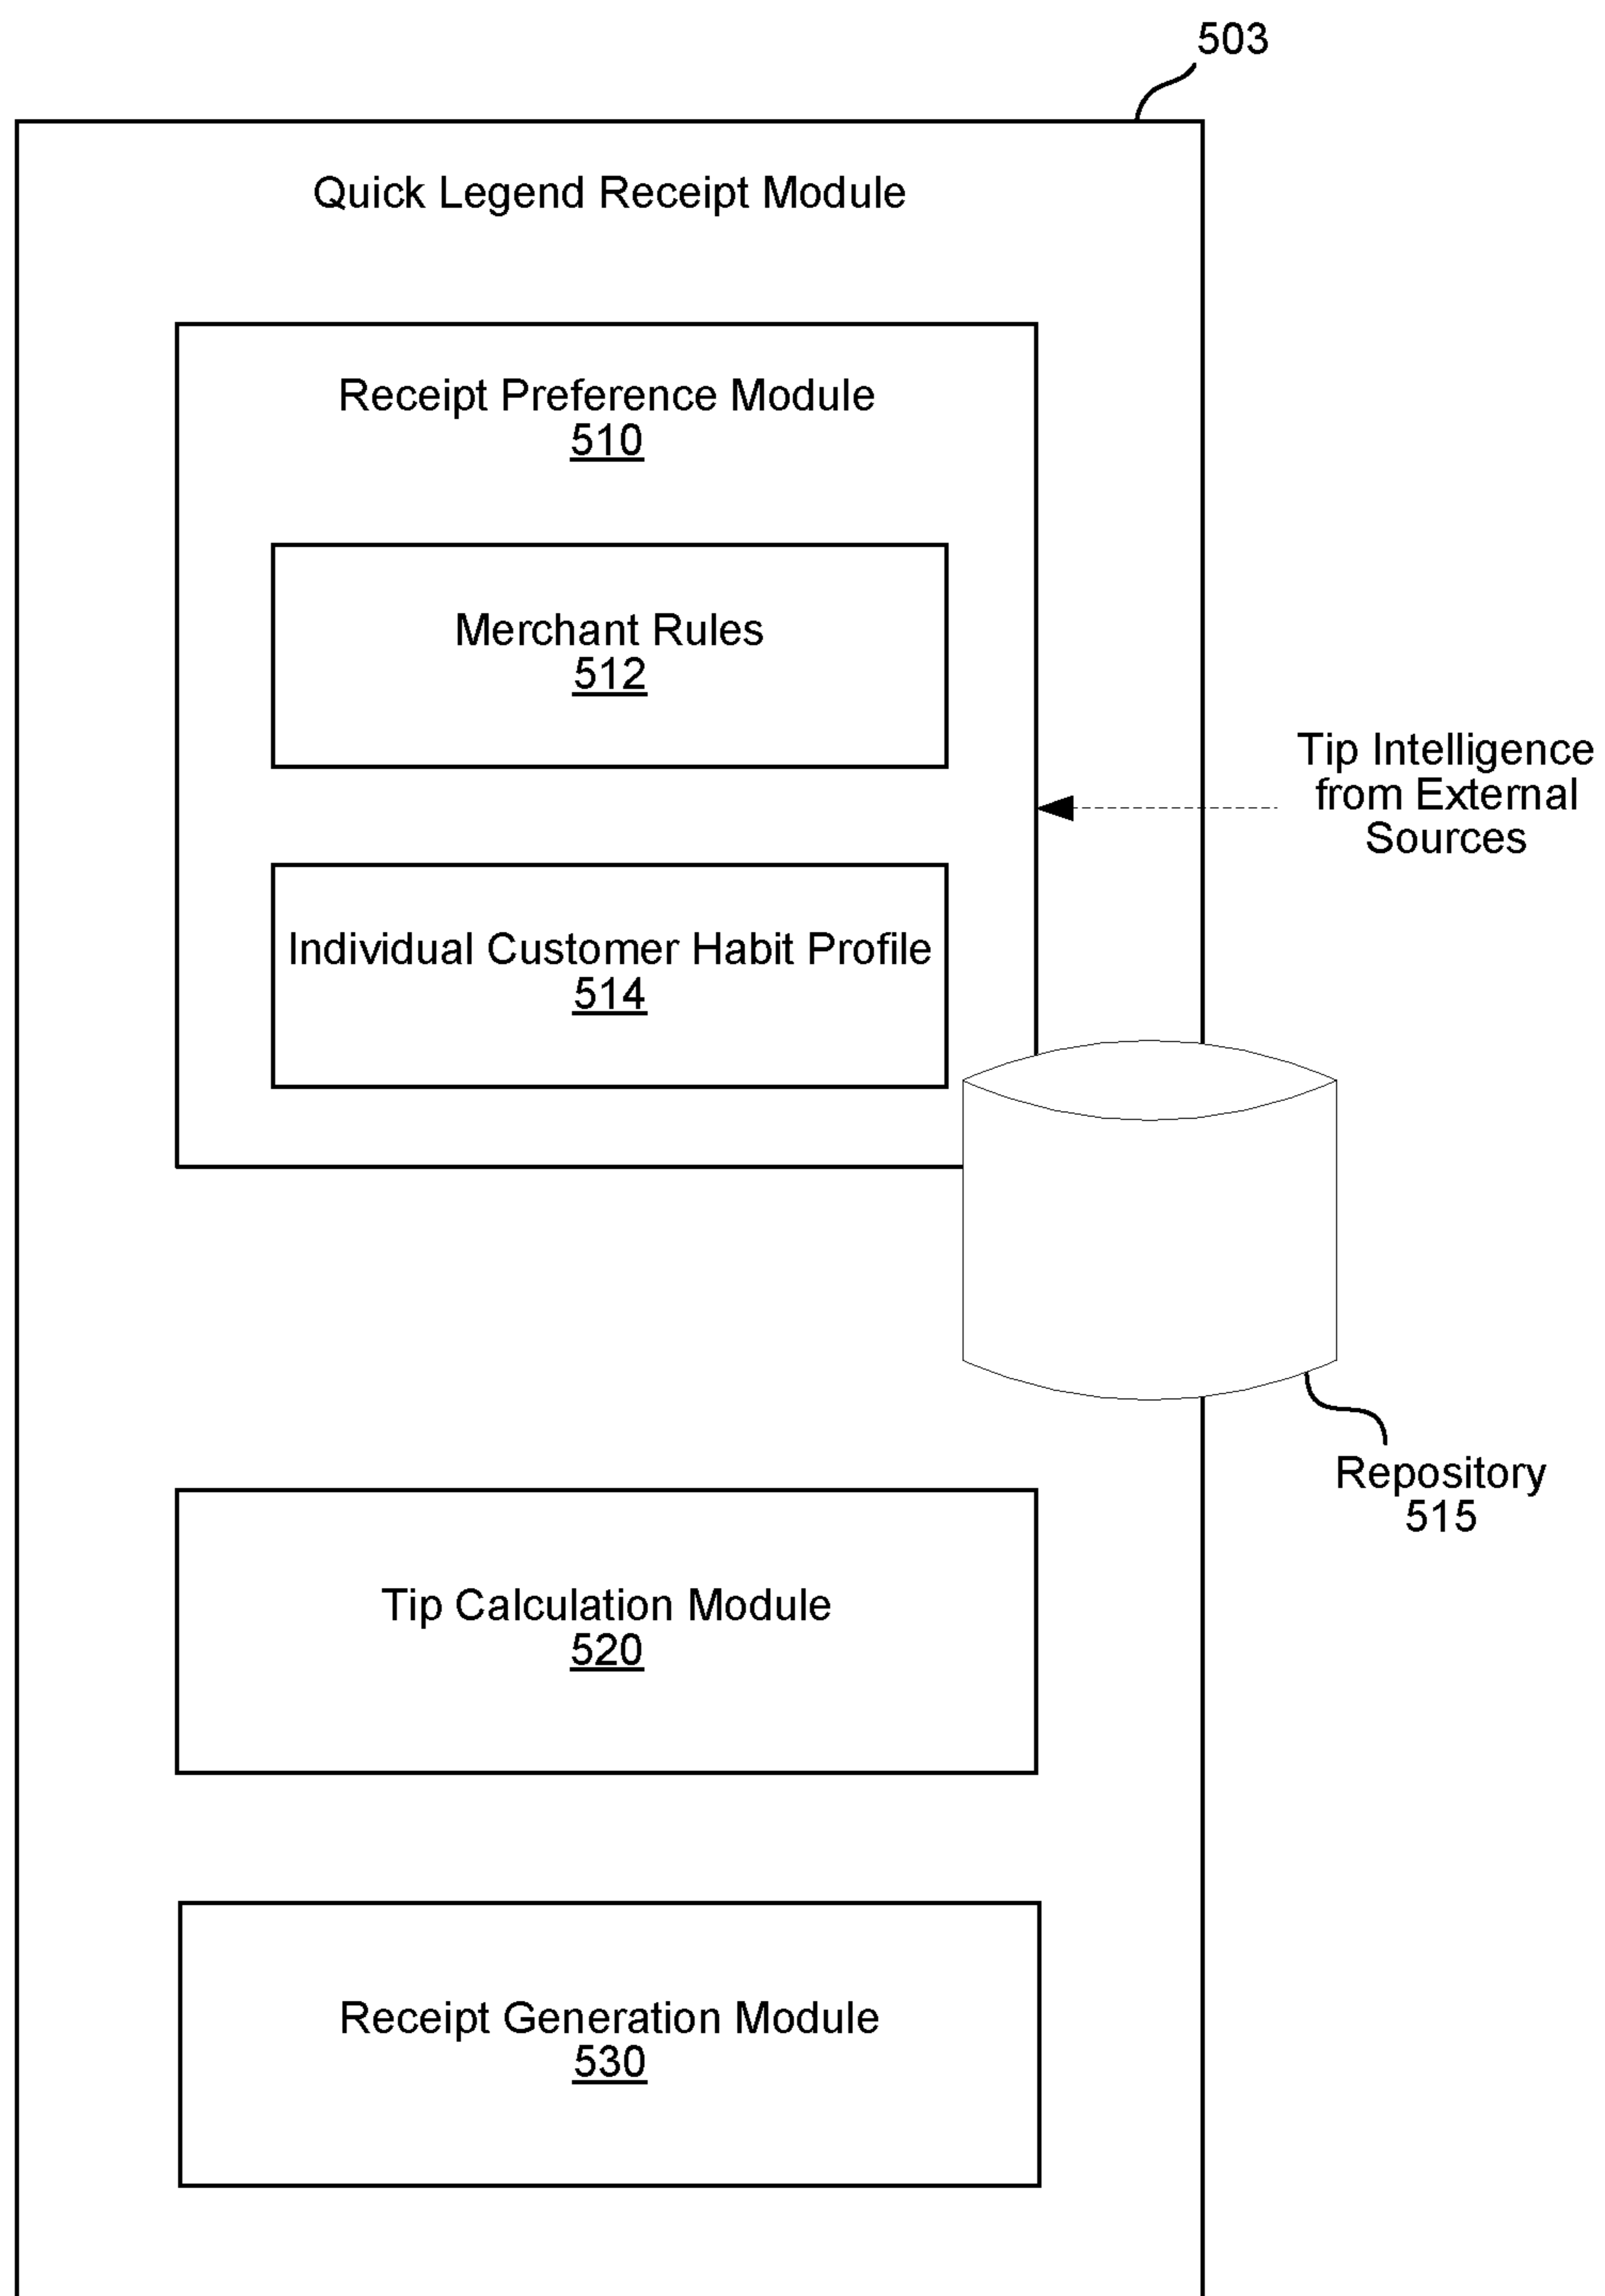 503
Quick Legend Receipt Module
Receipt Preference Module
510
Merchant Rules
512
Tip Intelligence
from External
Sources
Individual Customer Habit Profile
514
Repository
515
Tip Calculation Module
520
Receipt Generation Module
530